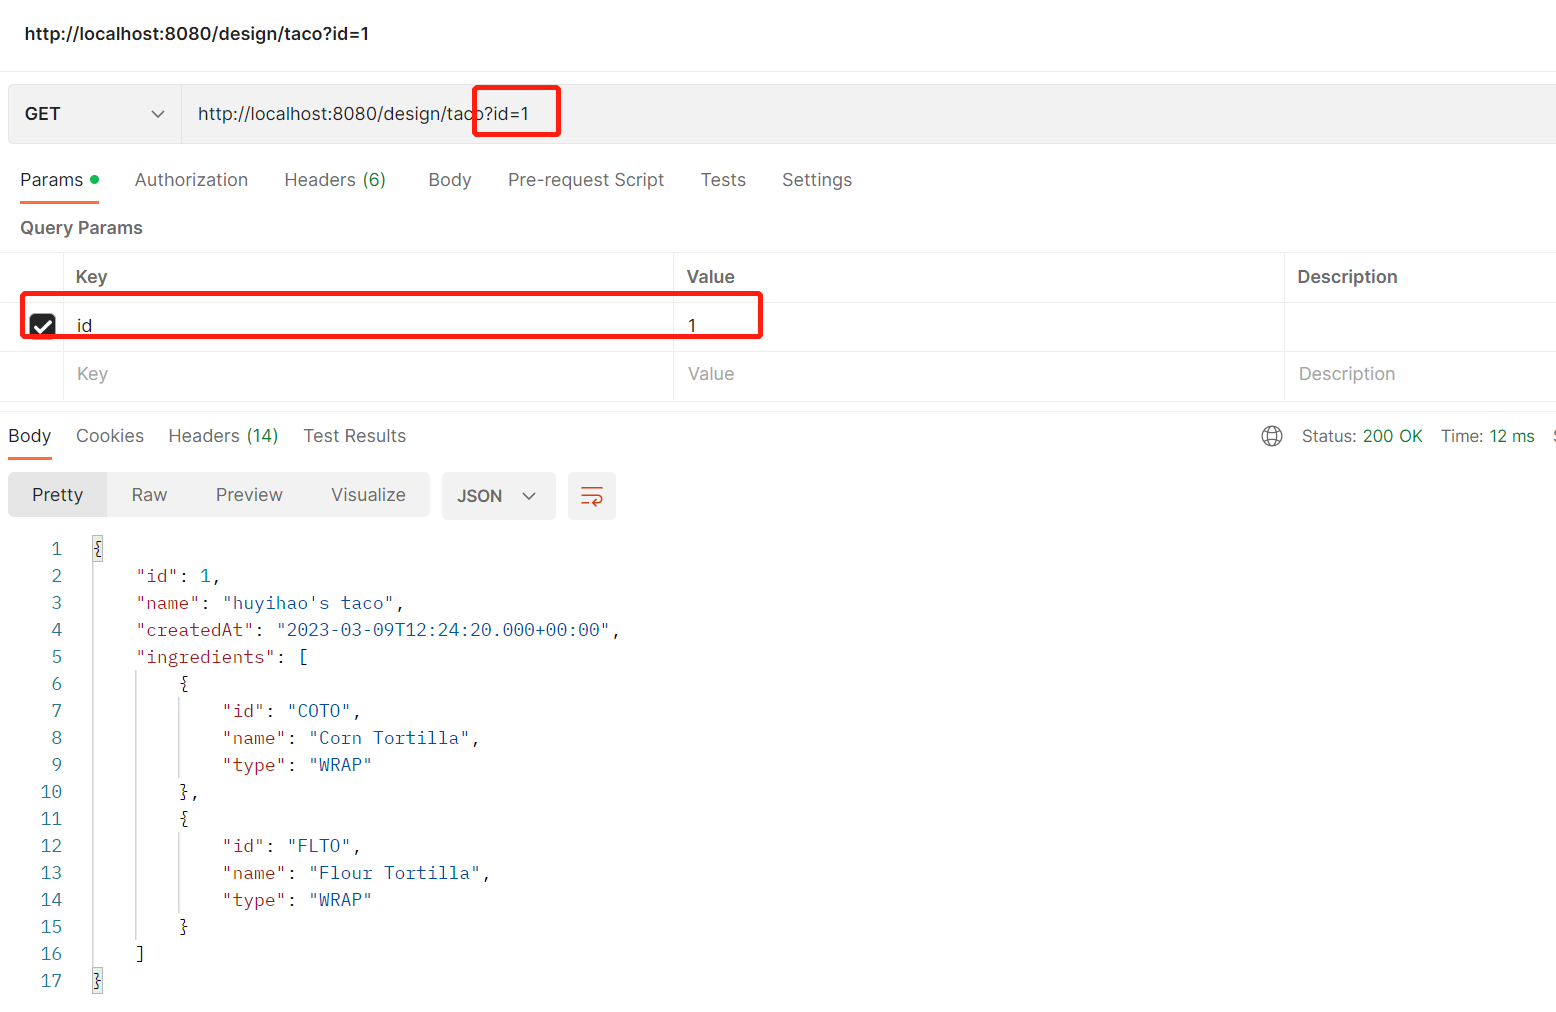 http://localhost:8080/design/taco?id=1
GET http://localhost:8080/design/taco?id=1
Params Authorization Headers (6) Body Pre-request Script Tests Settings
Query Params
Key Value Description
id 1
Key Value Description
Body Cookies Headers (14) Test Results Status: 200 OK Time: 12 ms
Pretty Raw Preview Visualize JSON
1 {
2 "id": 1,
3 "name": "huyihao's taco",
4 "createdAt": "2023-03-09T12:24:20.000+00:00",
5 "ingredients": [
6 {
7 "id": "COTO",
8 "name": "Corn Tortilla",
9 "type": "WRAP"
10 },
11 {
12 "id": "FLTO",
13 "name": "Flour Tortilla",
14 "type": "WRAP"
15 }
16 ]
17 }